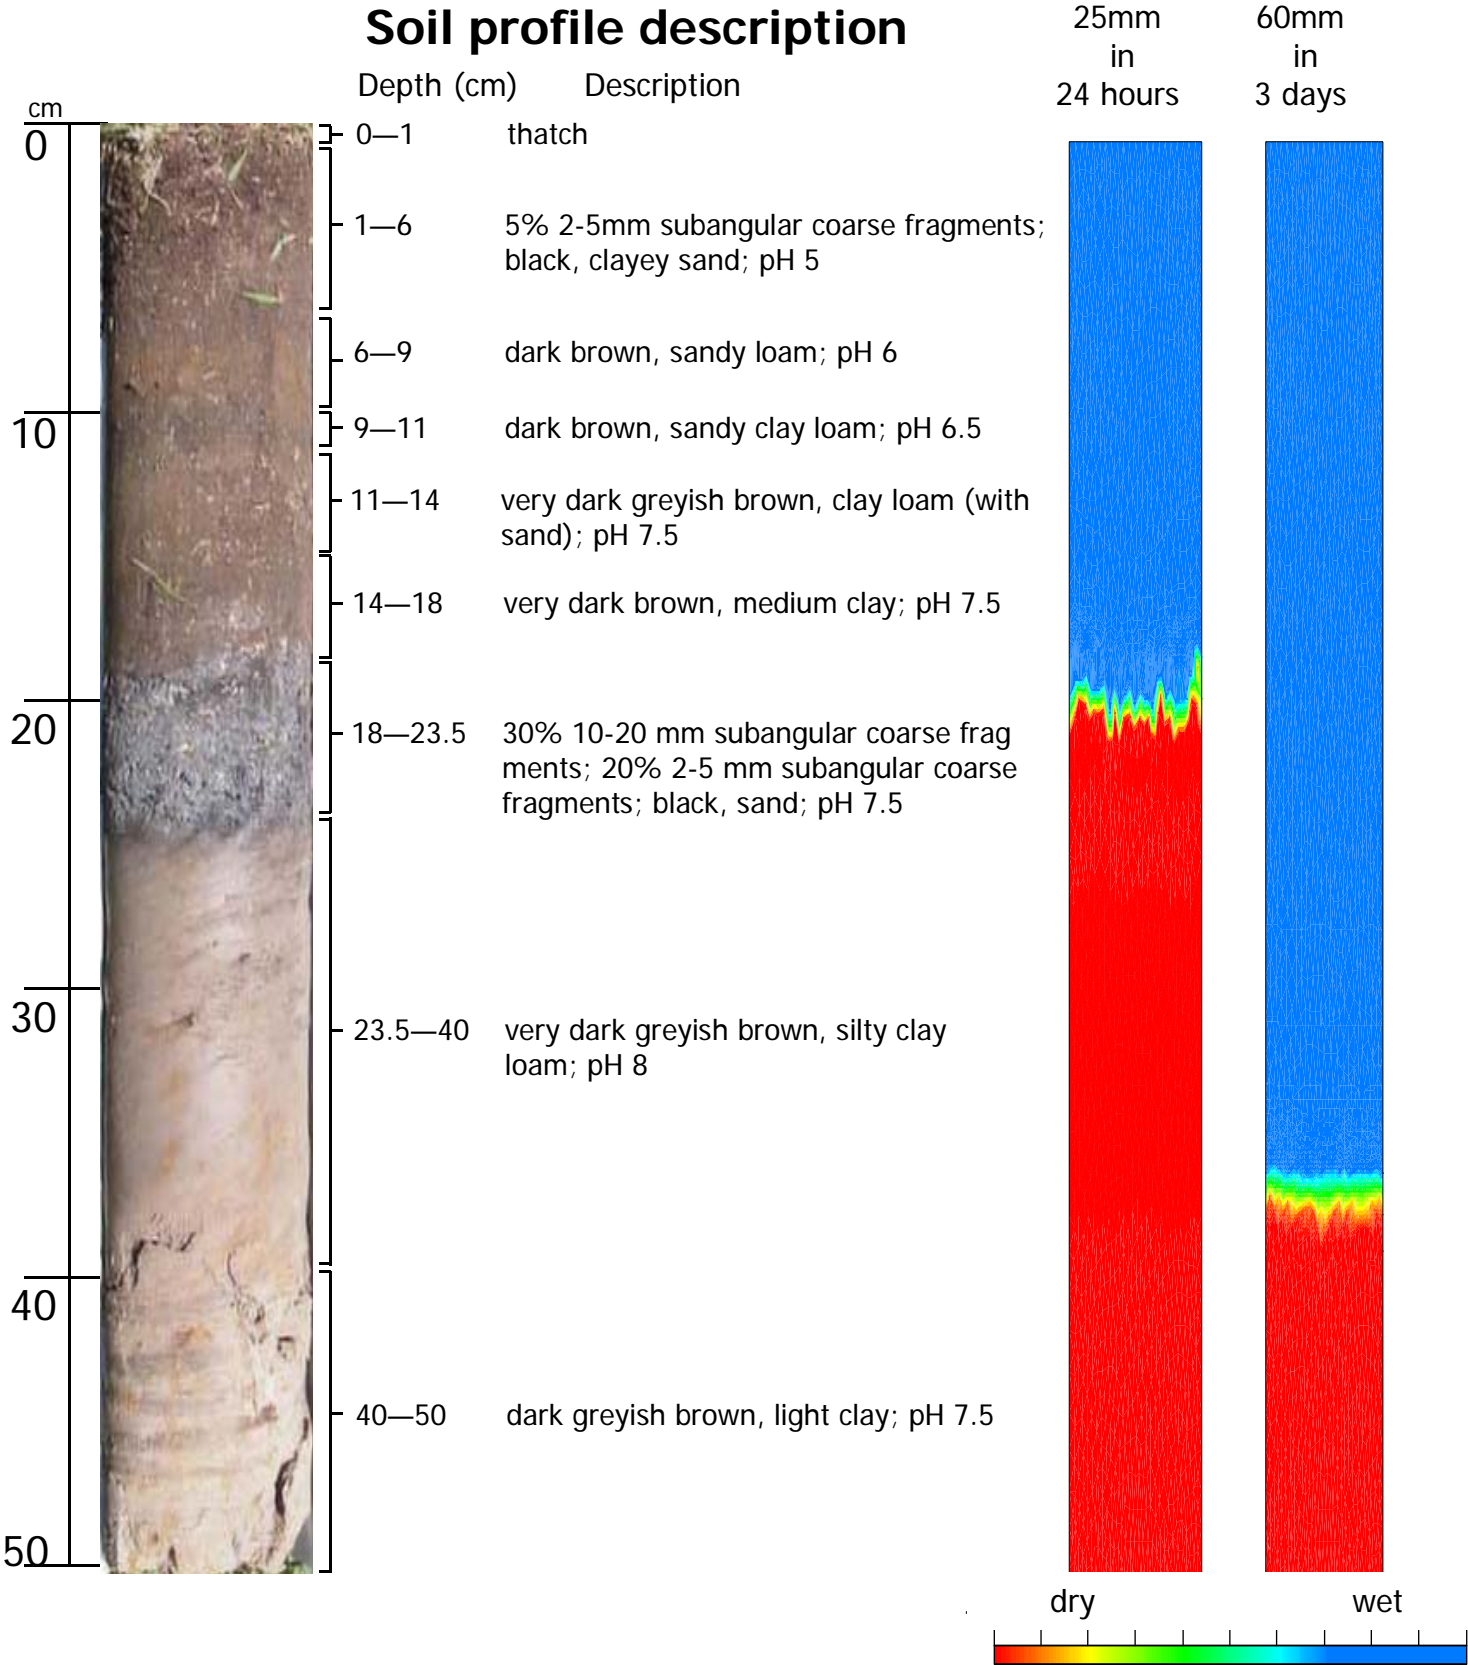 Soil profile description
25mm
in
24 hours
60mm
in
3 days
Depth (cm) Description
cm
0
0—1 thatch
1—6 5% 2-5mm subangular coarse fragments;
black, clayey sand; pH 5
6—9 dark brown, sandy loam; pH 6
10
9—11 dark brown, sandy clay loam; pH 6.5
11—14 very dark greyish brown, clay loam (with
sand); pH 7.5
14—18 very dark brown, medium clay; pH 7.5
20
18—23.5 30% 10-20 mm subangular coarse frag
ments; 20% 2-5 mm subangular coarse
fragments; black, sand; pH 7.5
30
23.5—40 very dark greyish brown, silty clay
loam; pH 8
40
40—50 dark greyish brown, light clay; pH 7.5
50
dry wet